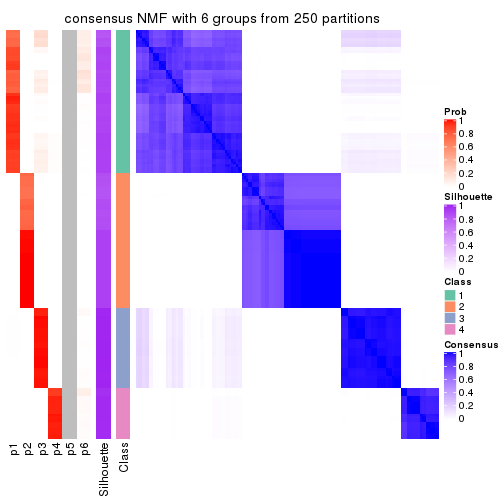 consensus NMF with 6 groups from 250 partitions
Prob
1
0.8
0.6
0.4
0.2
0
Silhouette
1
0.8
0.6
0.4
0.2
0
Class
1
2
3
4
Consensus
1
0.8
0.6
0.4
0.2
0
p1
p2
p3
p4
p5
p6
Silhouette
Class